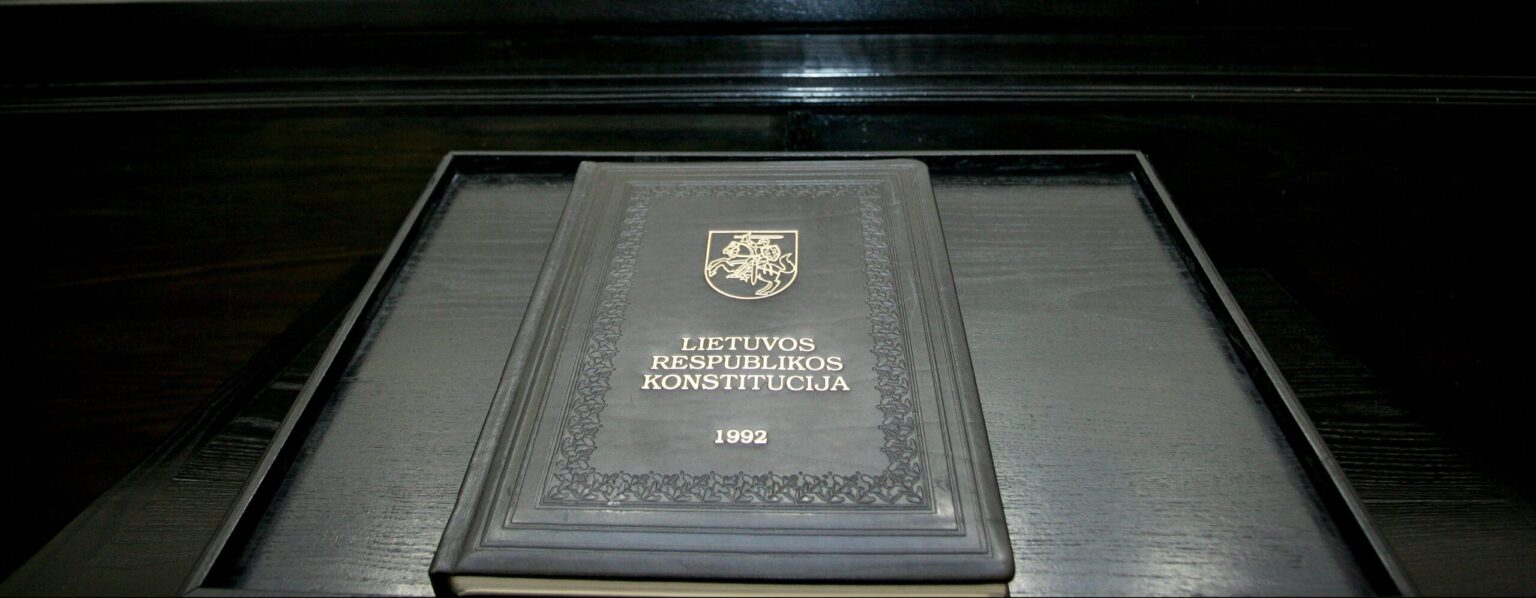 LIETUVOS
RESPUBLIKOS
KONSTITUCIJA
1992